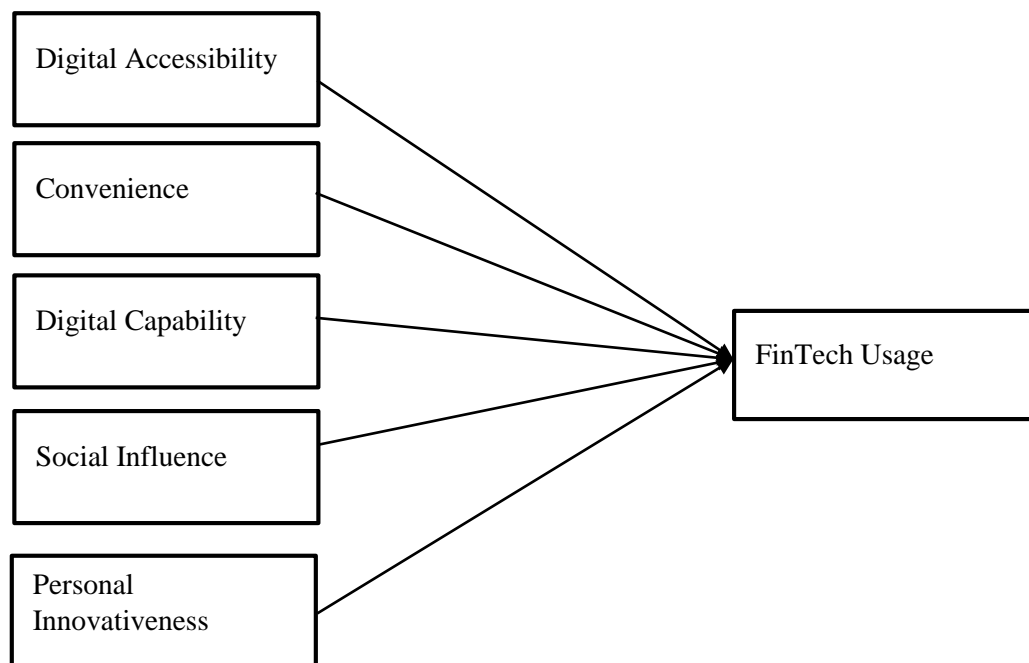 Digital Accessibility
Convenience
Digital Capability
FinTech Usage
Social Influence
Personal
Innovativeness